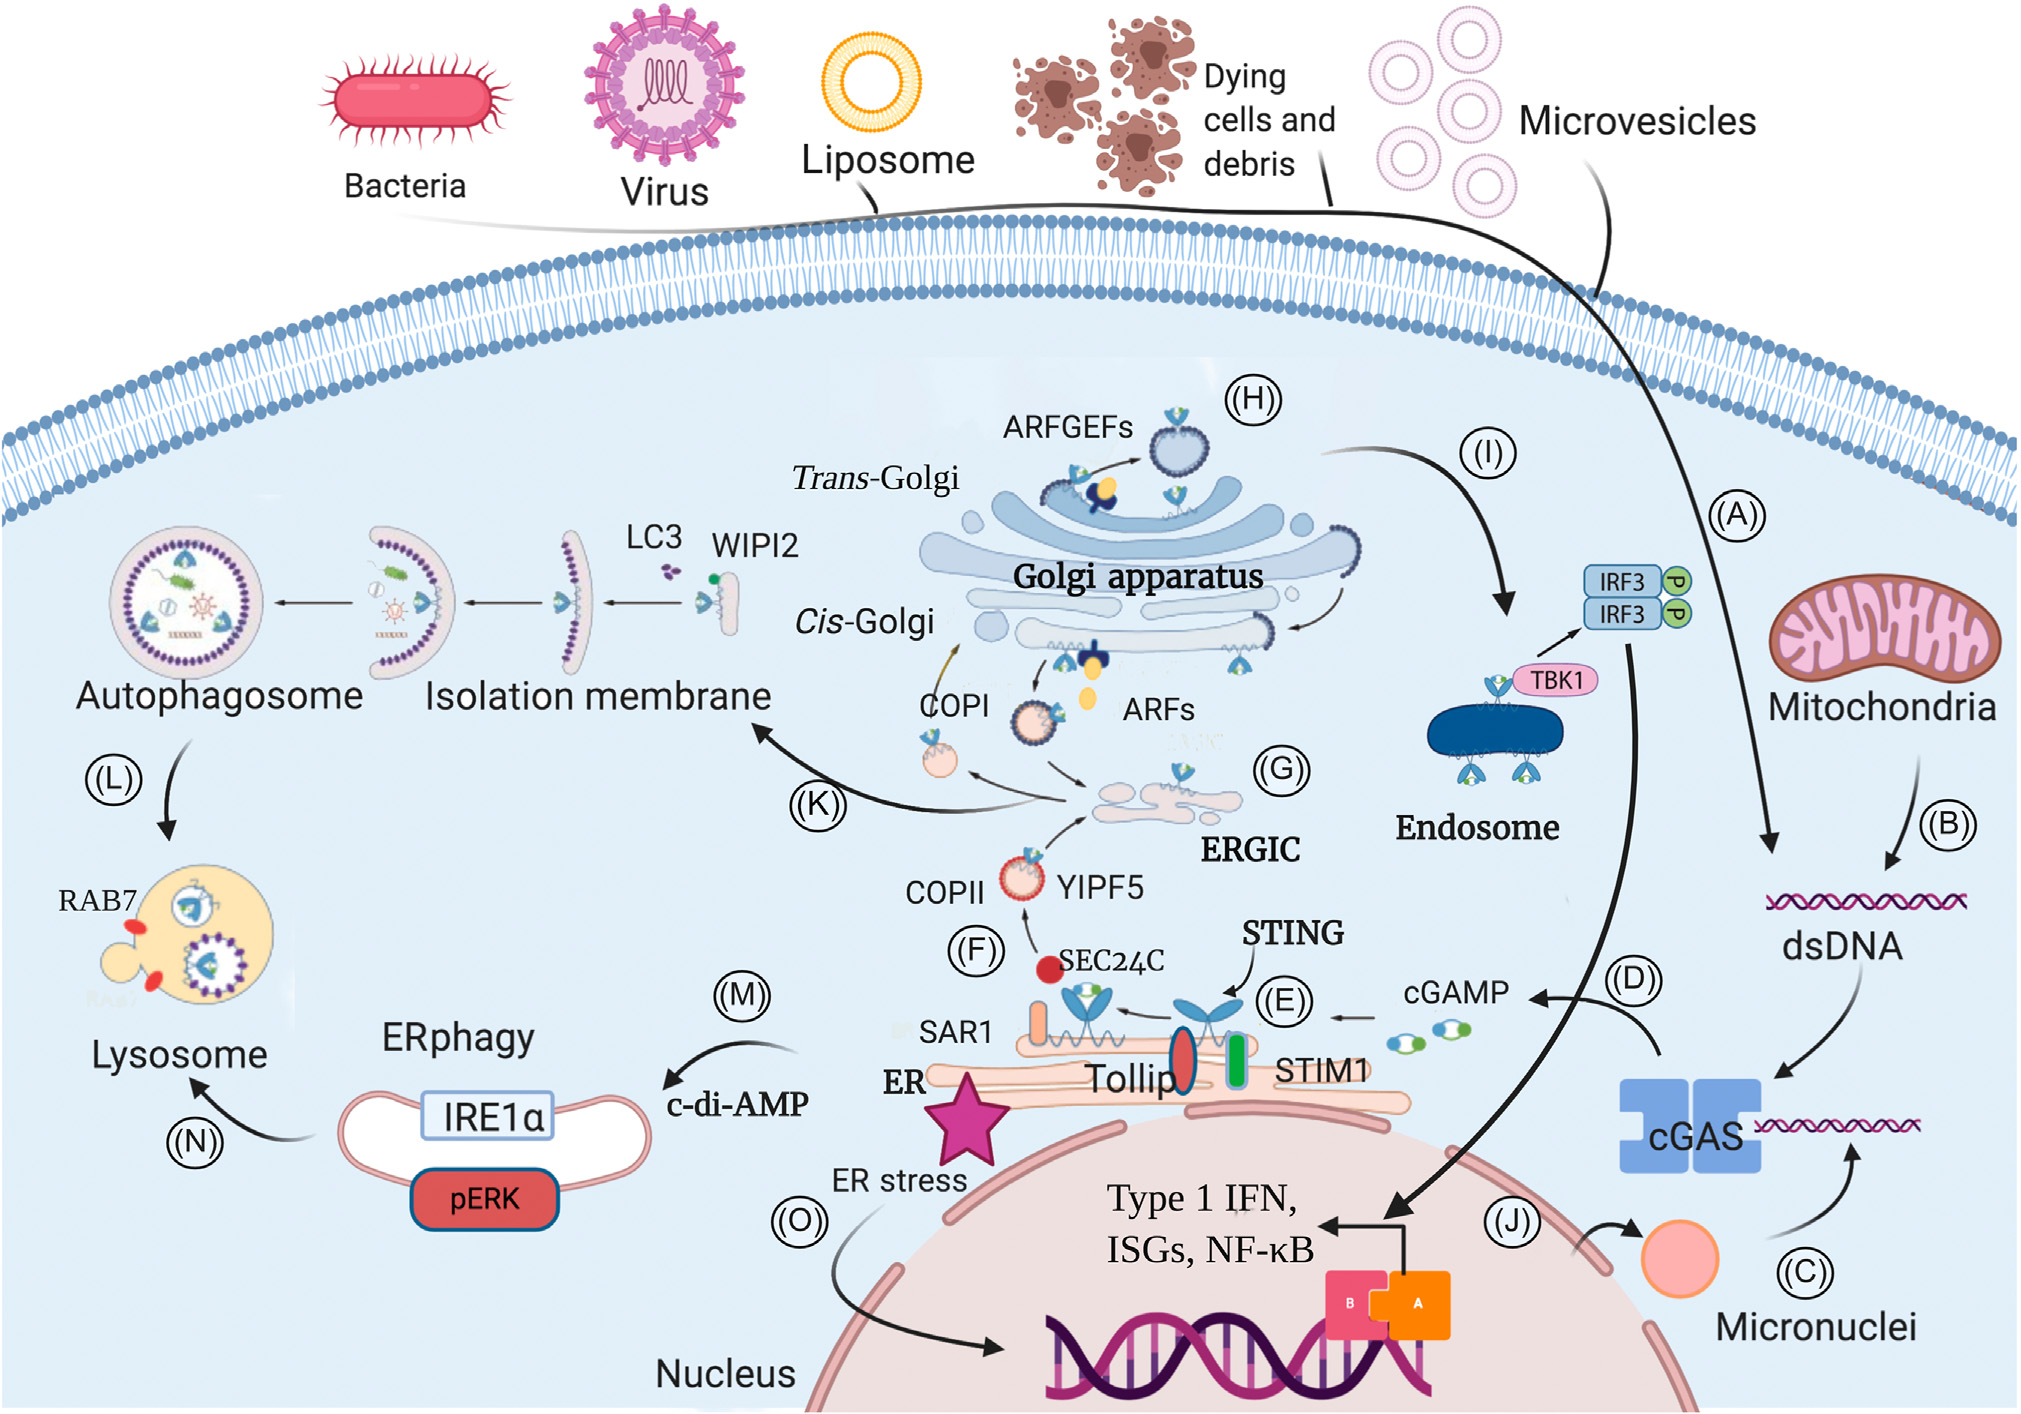 Bacteria
Virus
Liposome
Dying
cells and
debris
Microvesicles
(H)
ARFGEFs
(I)
Trans-Golgi
(A)
LC3
WIPI2
Golgi apparatus
IRF3 P
IRF3 P
Cis-Golgi
TBK1
Autophagosome
Isolation membrane
COPI
ARFs
Mitochondria
(L)
(K)
(G)
Endosome
(B)
ERGIC
RAB7
COPII
YIPF5
STING
dsDNA
(F)
SEC24C
(D)
(M)
(E)
cGAMP
SAR1
ERphagy
Lysosome
ER
Tollip
STIM1
c-di-AMP
IRE1α
cGAS
(N)
pERK
ER stress
Type 1 IFN,
ISGs, NF-κB
(O)
(J)
(C)
B A
Micronuclei
Nucleus